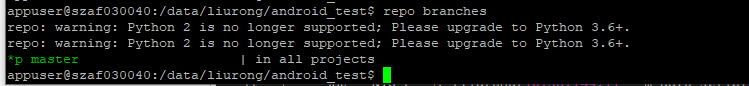 appuser@szaf030040:/data/liurong/android_test$ repo branches
repo: warning: Python 2 is no longer supported; Please upgrade to Python 3.6+.
repo: warning: Python 2 is no longer supported; Please upgrade to Python 3.6+.
*p master                    | in all projects
appuser@szaf030040:/data/liurong/android_test$